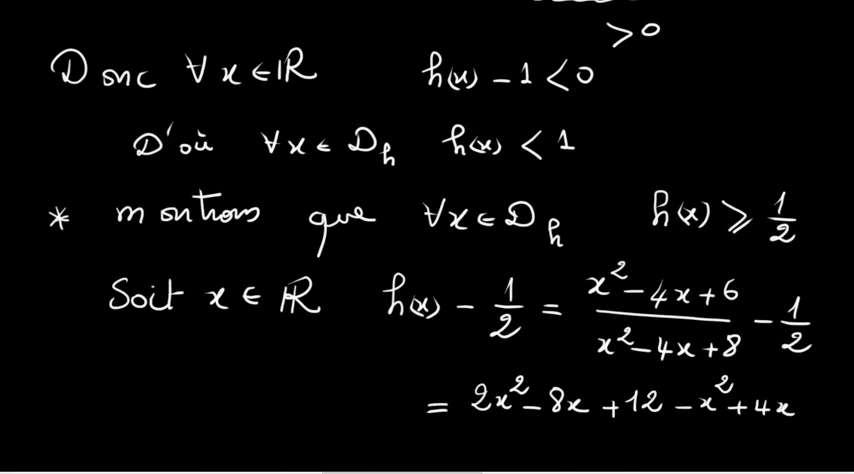 > 0
Donc ∀x∈ℝ h(x) - 1 < 0
D'où ∀x ∈ D_h h(x) < 1
* montrons que ∀x ∈ D_h h(x) ⩾ 1/2
Soit x ∈ ℝ h(x) - 1/2 = (x² - 4x + 6)/(x² - 4x + 8) - 1/2
= 2x² - 8x + 12 - x² + 4x